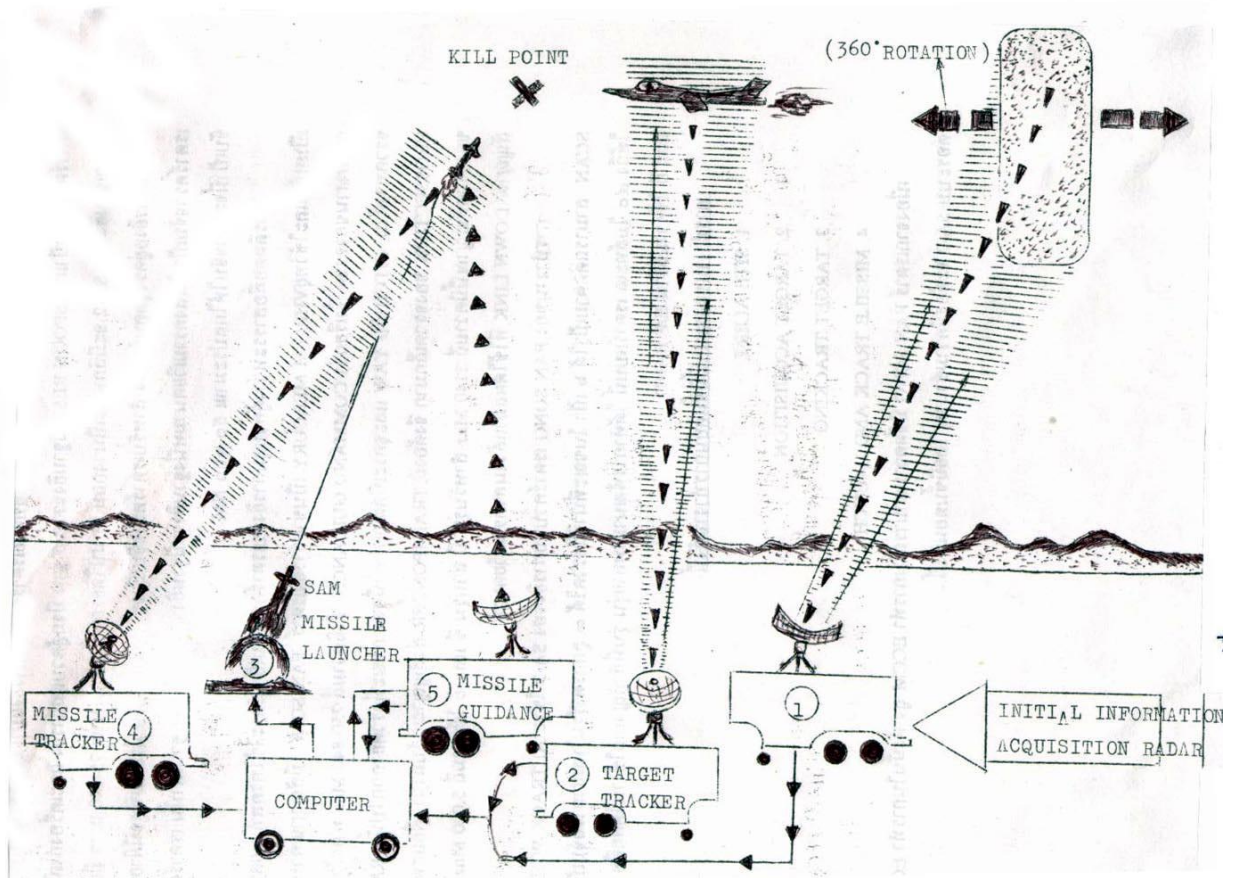 KILL POINT
(360°ROTATION)
SAM
MISSILE
LAUNCHER
3
5
MISSILE
GUIDANCE
1
INITIAL INFORMATION
ACQUISITION RADAR
MISSILE
TRACKER
4
2
TARGET
TRACKER
COMPUTER